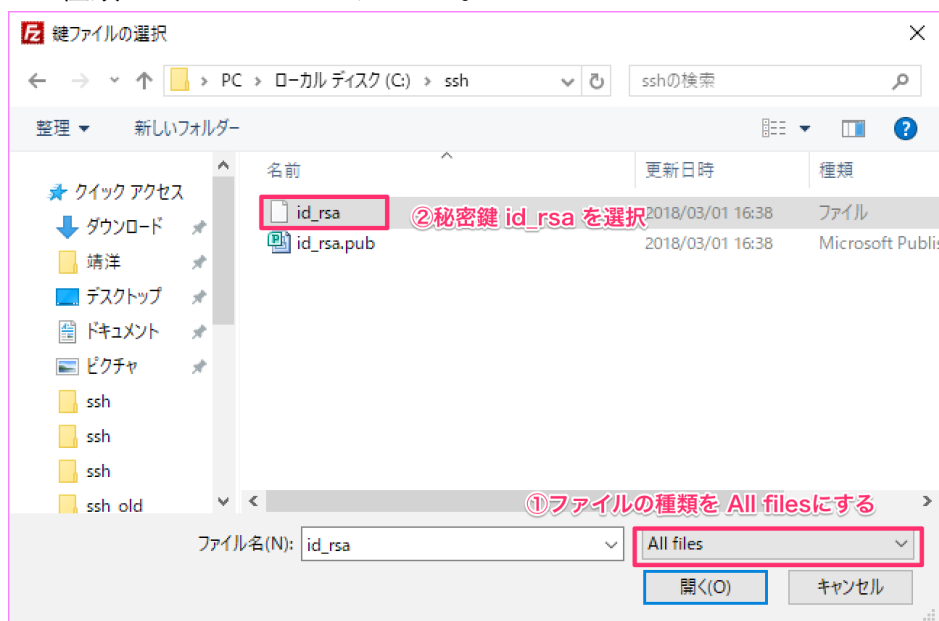 Fz 鍵ファイルの選択
PC > ローカル ディスク (C:) > ssh
sshの検索
整理 新しいフォルダー
名前 更新日時 種類
クイック アクセス
ダウンロード
靖洋
デスクトップ
ドキュメント
ピクチャ
ssh
ssh
ssh
ssh old
id_rsa ②秘密鍵 id_rsa を選択 2018/03/01 16:38 ファイル
id_rsa.pub 2018/03/01 16:38 Microsoft Publis
①ファイルの種類を All filesにする
ファイル名(N): id_rsa All files
開く(O) キャンセル